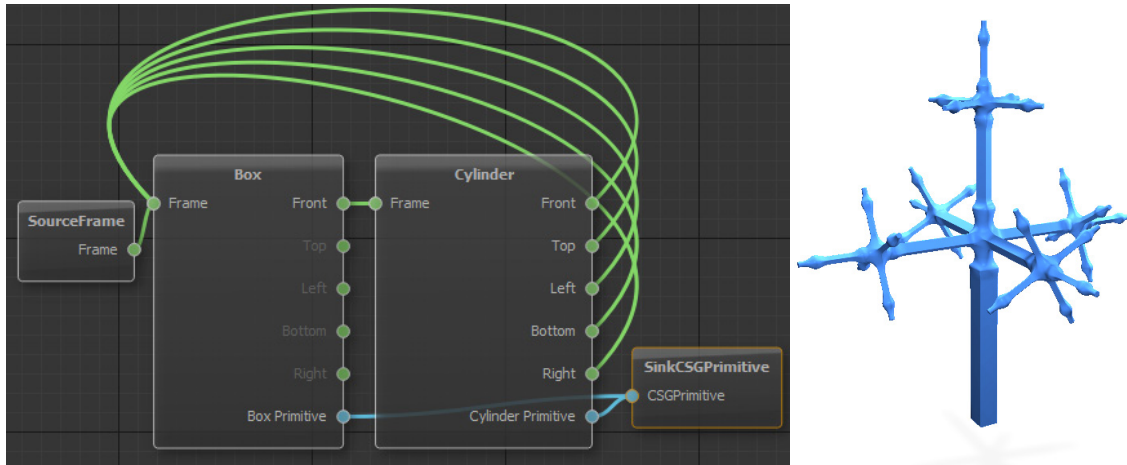 Box
Cylinder
Frame
Front
Frame
Front
SourceFrame
Frame
Top
Top
Left
Left
Bottom
Bottom
Right
Right
SinkCSGPrimitive
CSGPrimitive
Box Primitive
Cylinder Primitive